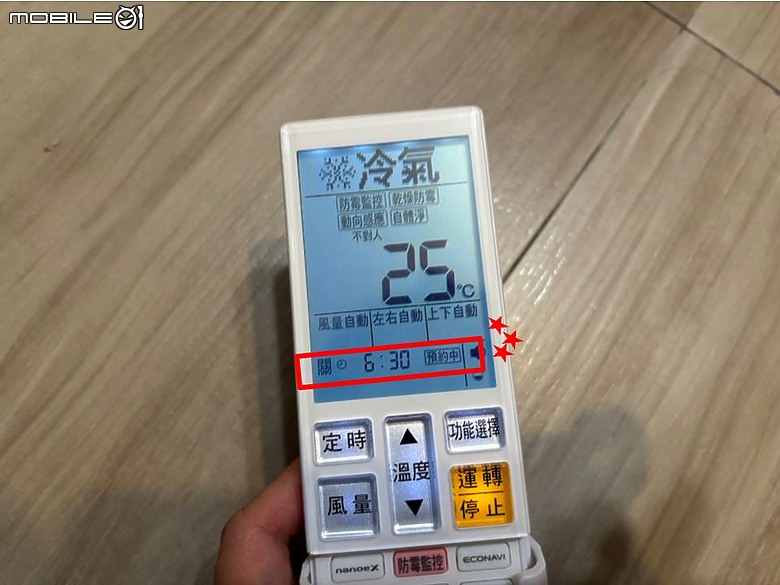 MOBILE01
冷氣
防霉監控 乾燥防霉
動向感應 自體淨
不對人
25℃
風量自動 左右自動 上下自動
關 6:30 預約中
定時 ▲ 功能選擇
溫度
風量 ▼ 運轉
停止
nanoeX 防霉監控 ECONAVI